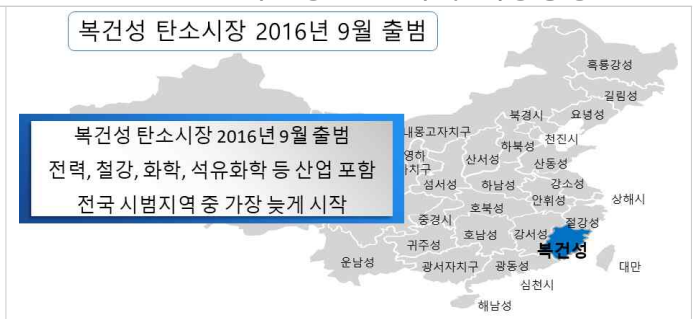 복건성 탄소시장 2016년 9월 출범
복건성 탄소시장 2016년 9월 출범
전력, 철강, 화학, 석유화학 등 산업 포함
전국 시범지역 중 가장 늦게 시작
흑룡강성
길림성
북경시
요녕성
내몽고자치구
하북성
천진시
영하
산서성
산동성
섬서성
하남성
강소성
안휘성
상해시
호북성
중경시
절강성
호남성
강서성
복건성
귀주성
운남성
광서자치구
광동성
대만
심천시
해남성